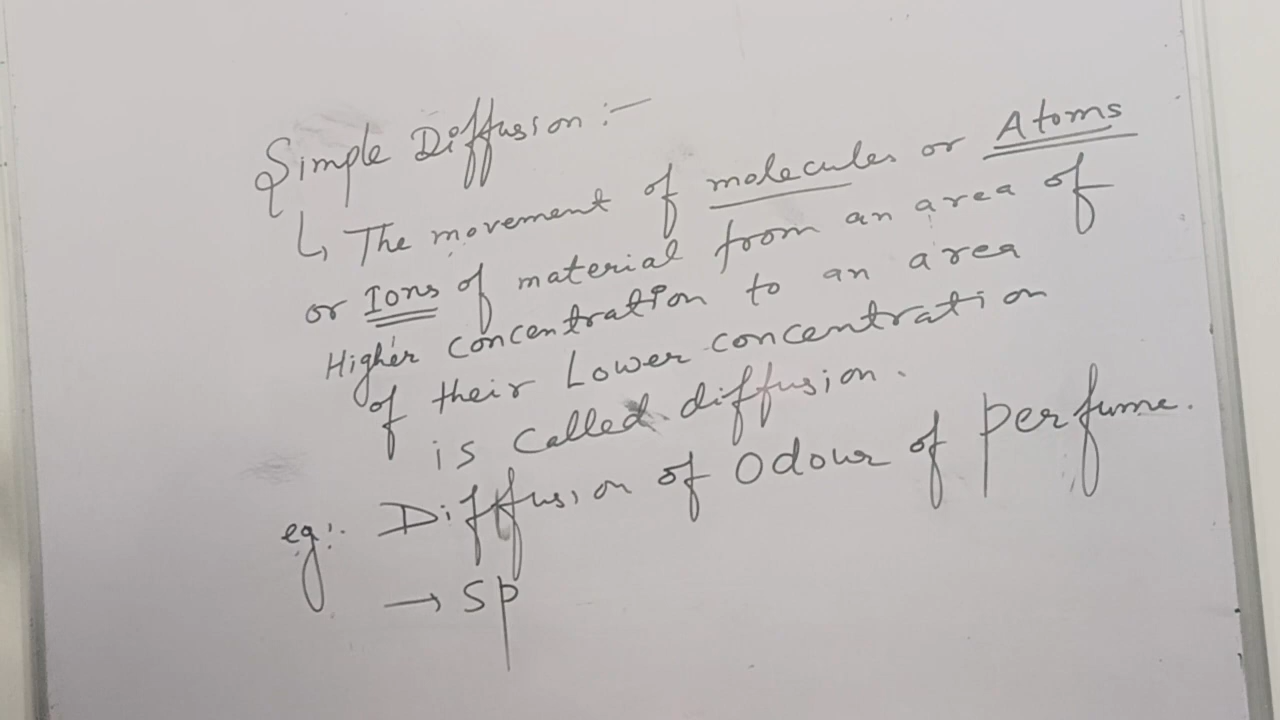 Simple Diffusion :-
↳ The movement of molecules or Atoms
or Ions of material from an area of
Higher concentration to an area
of their Lower concentration
is called diffusion.
eg:. Diffusion of Odour of perfume.
→ SP